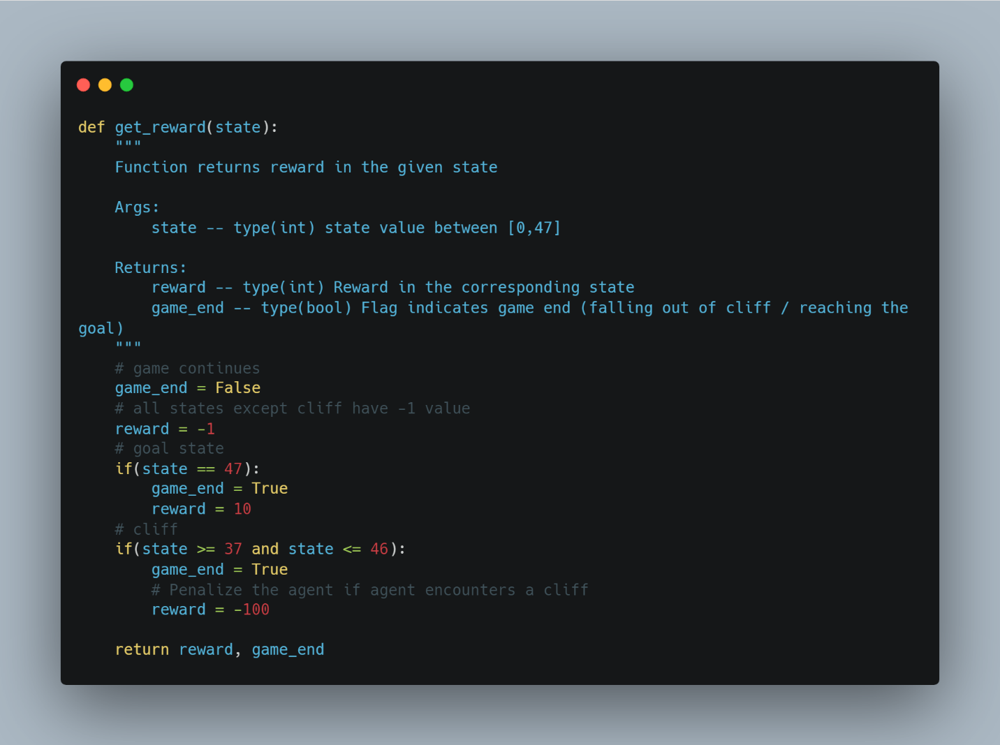 def get_reward(state):
    """
    Function returns reward in the given state

    Args:
        state -- type(int) state value between [0,47]

    Returns:
        reward -- type(int) Reward in the corresponding state
        game_end -- type(bool) Flag indicates game end (falling out of cliff / reaching the
goal)
    """
    # game continues
    game_end = False
    # all states except cliff have -1 value
    reward = -1
    # goal state
    if(state == 47):
        game_end = True
        reward = 10
    # cliff
    if(state >= 37 and state <= 46):
        game_end = True
        # Penalize the agent if agent encounters a cliff
        reward = -100

    return reward, game_end